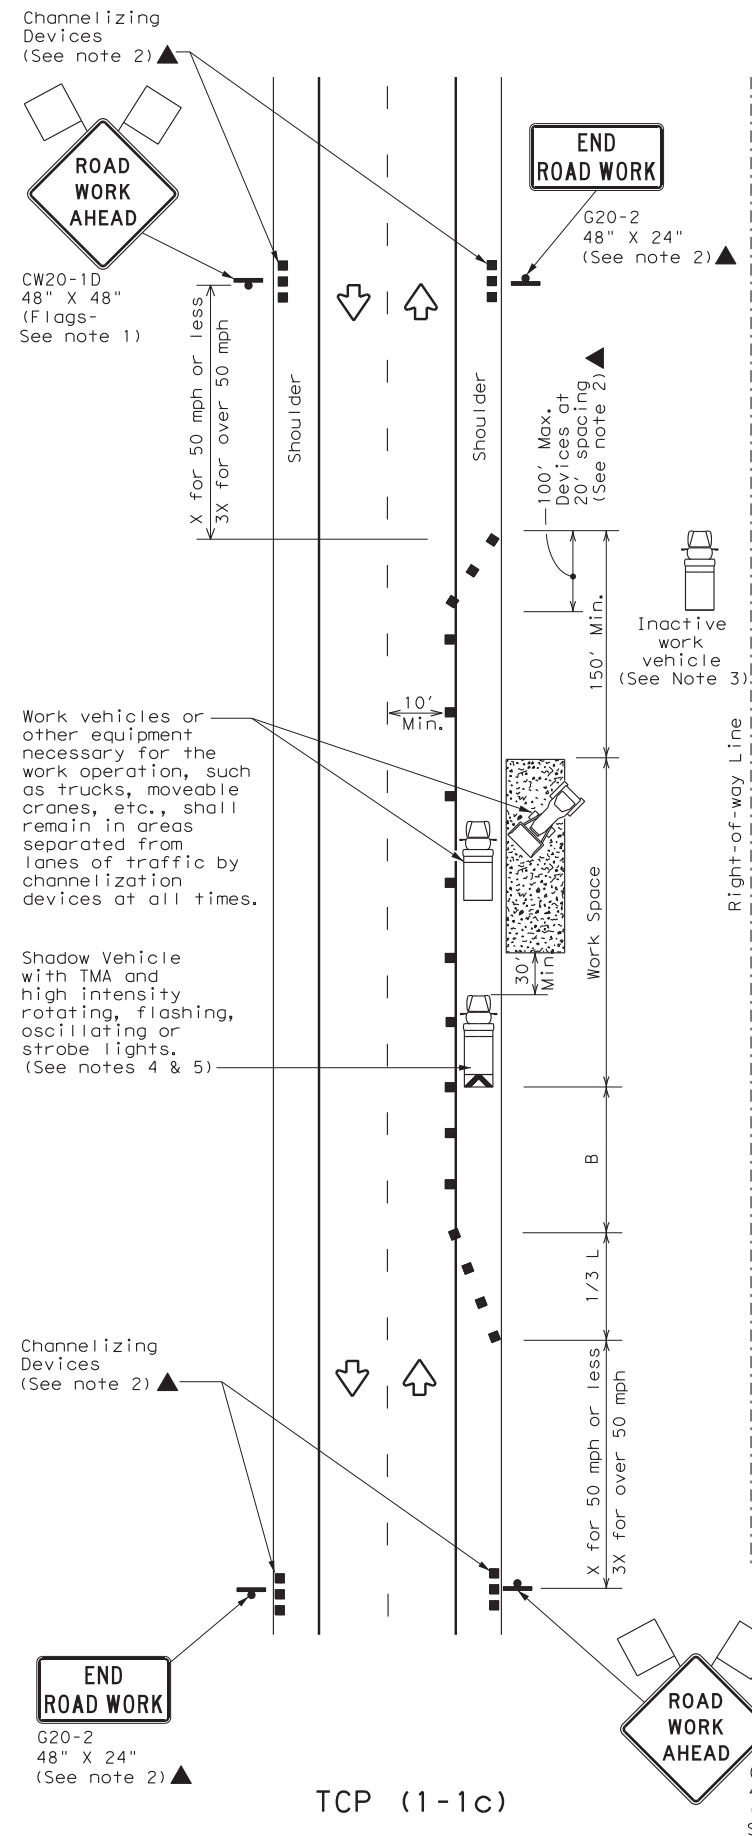 Channelizing
Devices
(See note 2)
ROAD
WORK
AHEAD
CW20-1D
48" X 48"
(Flags-
See note 1)
END
ROAD WORK
G20-2
48" X 24"
(See note 2)
X for 50 mph or less
3X for over 50 mph
Shoulder
Shoulder
100' Max.
Devices at
20' spacing
(See note 2)
150' Min.
Inactive
work
vehicle
(See Note 3)
Right-of-way Line
10'
Min.
Work vehicles or
other equipment
necessary for the
work operation, such
as trucks, moveable
cranes, etc., shall
remain in areas
separated from
lanes of traffic by
channelization
devices at all times.
Work Space
30'
Min.
Shadow Vehicle
with TMA and
high intensity
rotating, flashing,
oscillating or
strobe lights.
(See notes 4 & 5)
B
1/3 L
Channelizing
Devices
(See note 2)
X for 50 mph or less
3X for over 50 mph
END
ROAD WORK
G20-2
48" X 24"
(See note 2)
ROAD
WORK
AHEAD
TCP (1-1c)